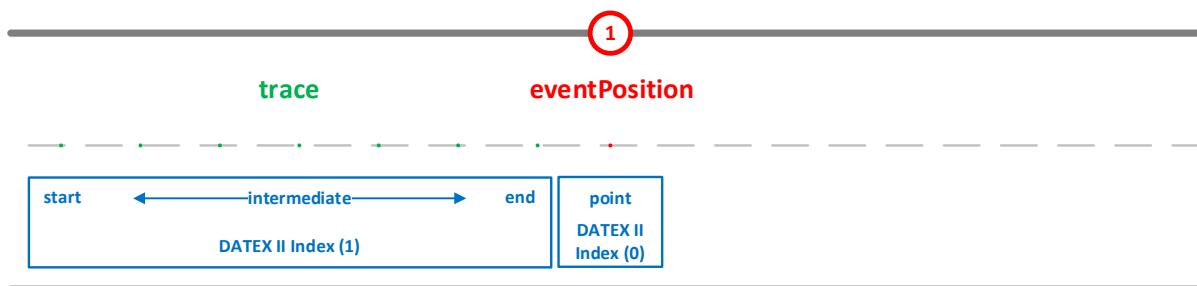 1
trace
eventPosition
start
intermediate
end
DATEX II Index (1)
point
DATEX II
Index (0)